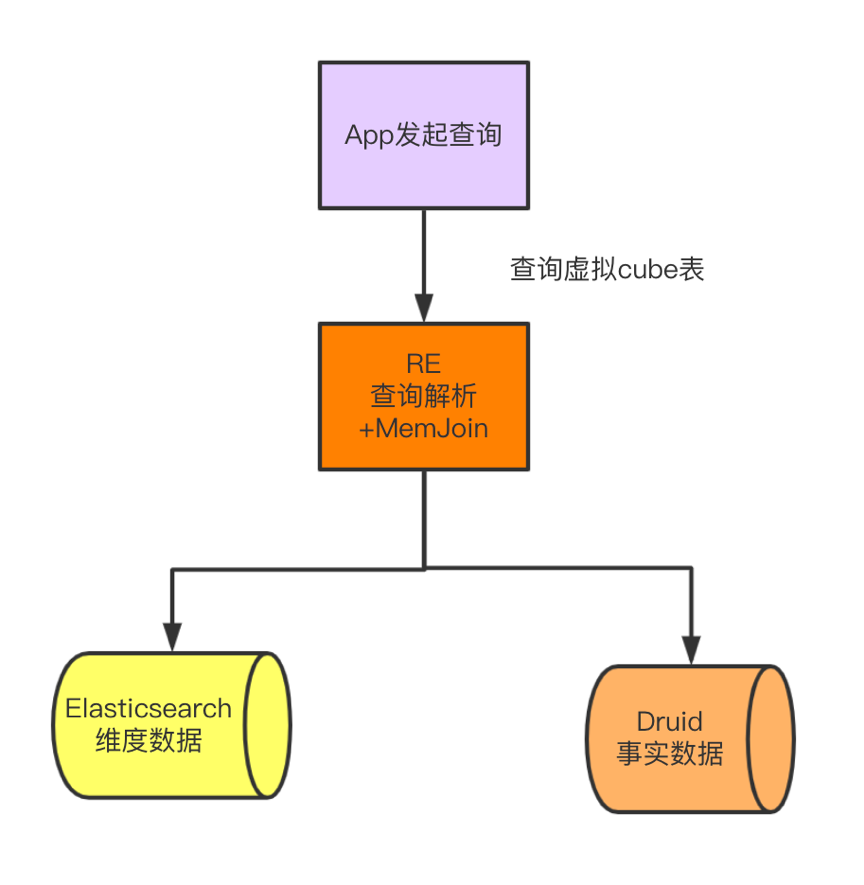 App发起查询
查询虚拟cube表
RE
查询解析
+MemJoin
Elasticsearch
维度数据
Druid
事实数据